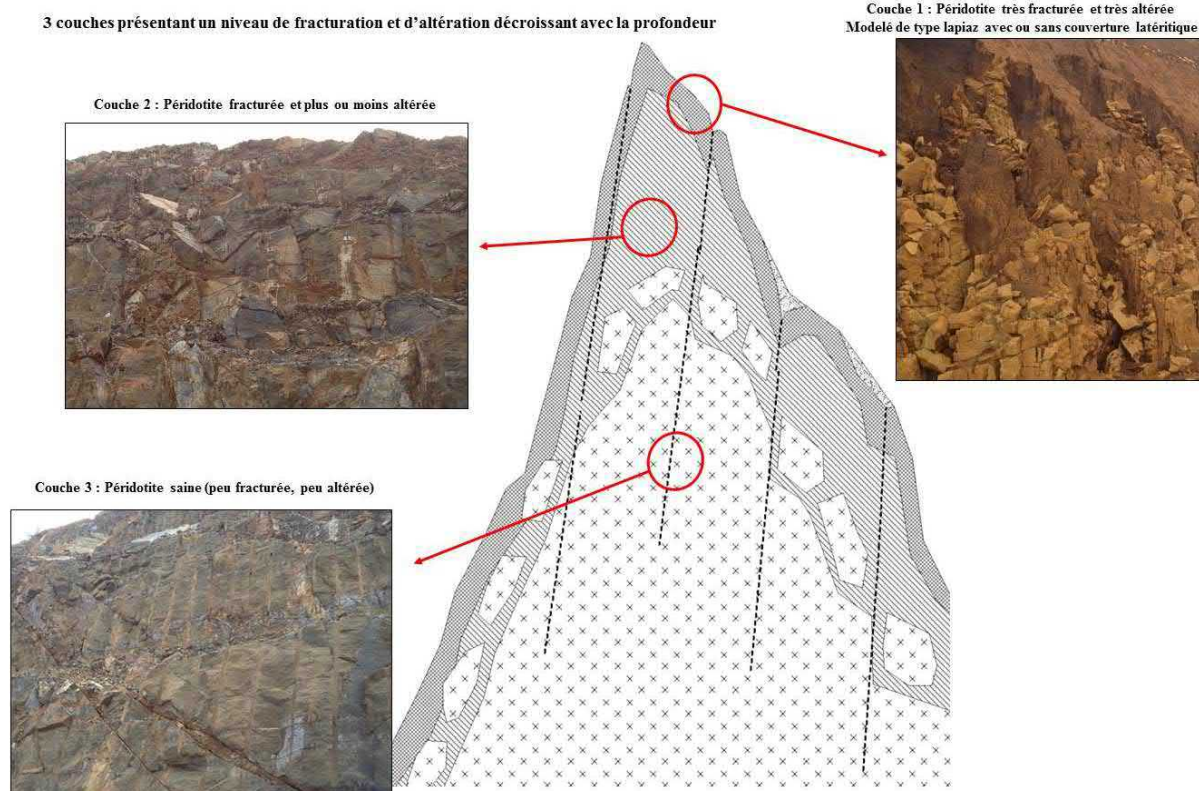 3 couches présentant un niveau de fracturation et d'altération décroissant avec la profondeur
Couche 1 : Péridotite très fracturée et très altérée
Modelé de type lapiaz avec ou sans couverture latéritique
Couche 2 : Péridotite fracturée et plus ou moins altérée
Couche 3 : Péridotite saine (peu fracturée, peu altérée)